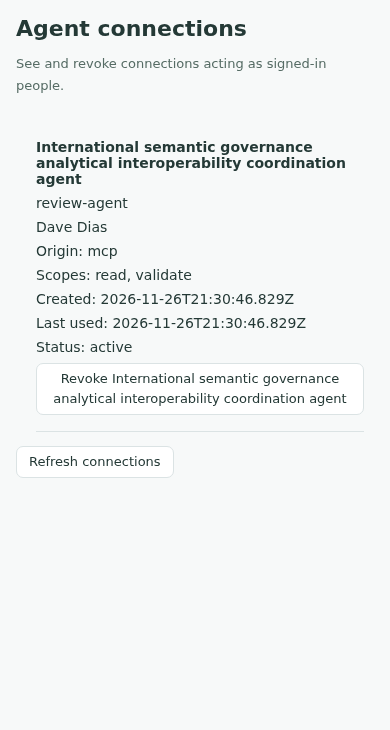 Agent connections
See and revoke connections acting as signed-in
people.
International semantic governance
analytical interoperability coordination
agent
review-agent
Dave Dias
Origin: mcp
Scopes: read, validate
Created: 2026-11-26T21:30:46.829Z
Last used: 2026-11-26T21:30:46.829Z
Status: active
Revoke International semantic governance
analytical interoperability coordination agent
Refresh connections